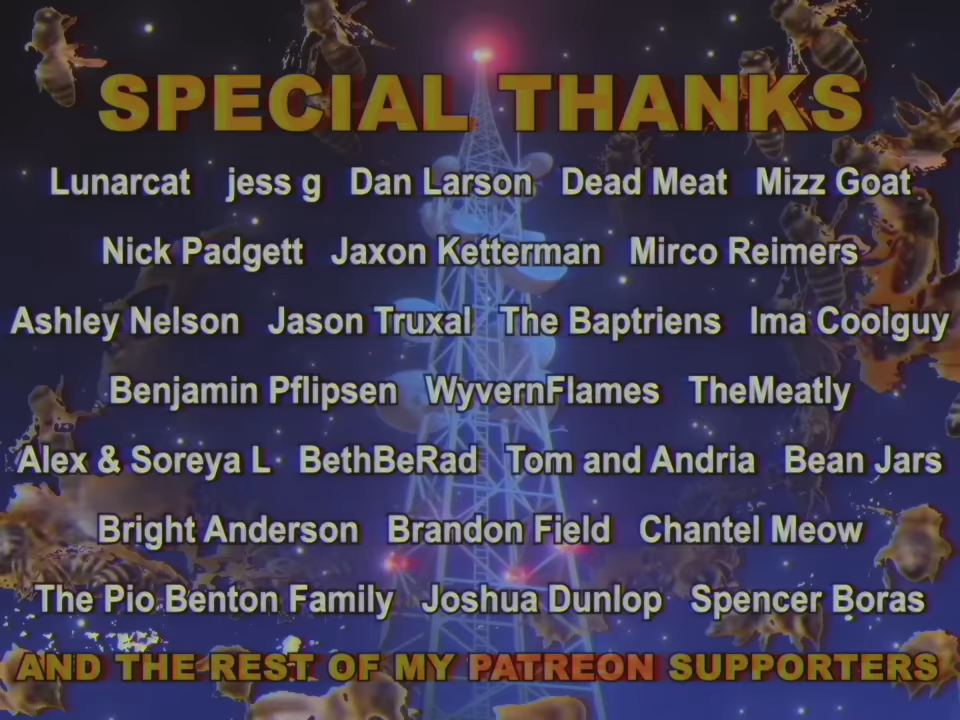 SPECIAL THANKS
Lunarcat jess g Dan Larson Dead Meat Mizz Goat
Nick Padgett Jaxon Ketterman Mirco Reimers
Ashley Nelson Jason Truxal The Baptriens Ima Coolguy
Benjamin Pflipsen WyvernFlames TheMeatly
Alex & Soreya L BethBeRad Tom and Andria Bean Jars
Bright Anderson Brandon Field Chantel Meow
The Pio Benton Family Joshua Dunlop Spencer Boras
AND THE REST OF MY PATREON SUPPORTERS